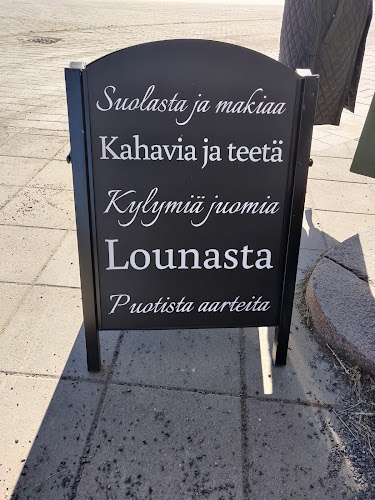 Suolasta ja makiaa
Kahavia ja teetä
Kylymiä juomia
Lounasta
Puotista aarteita